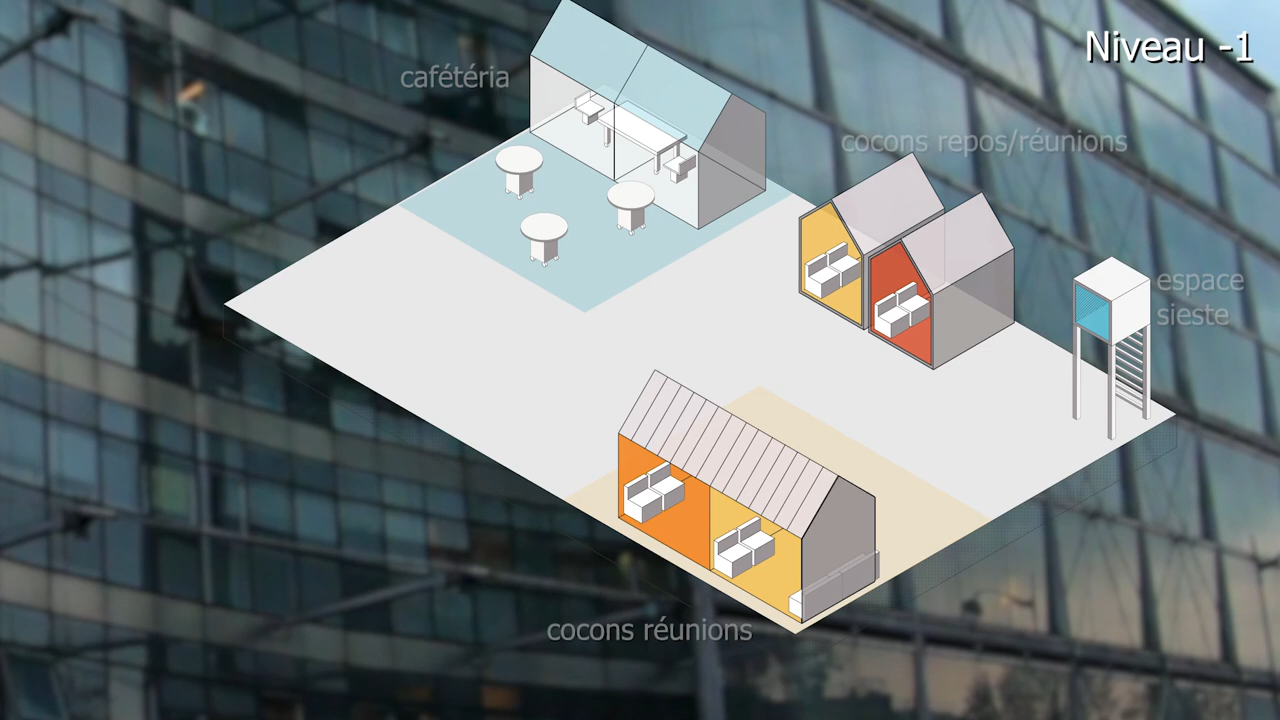 Niveau -1
cafétéria
cocons repos/réunions
espace
sieste
cocons réunions